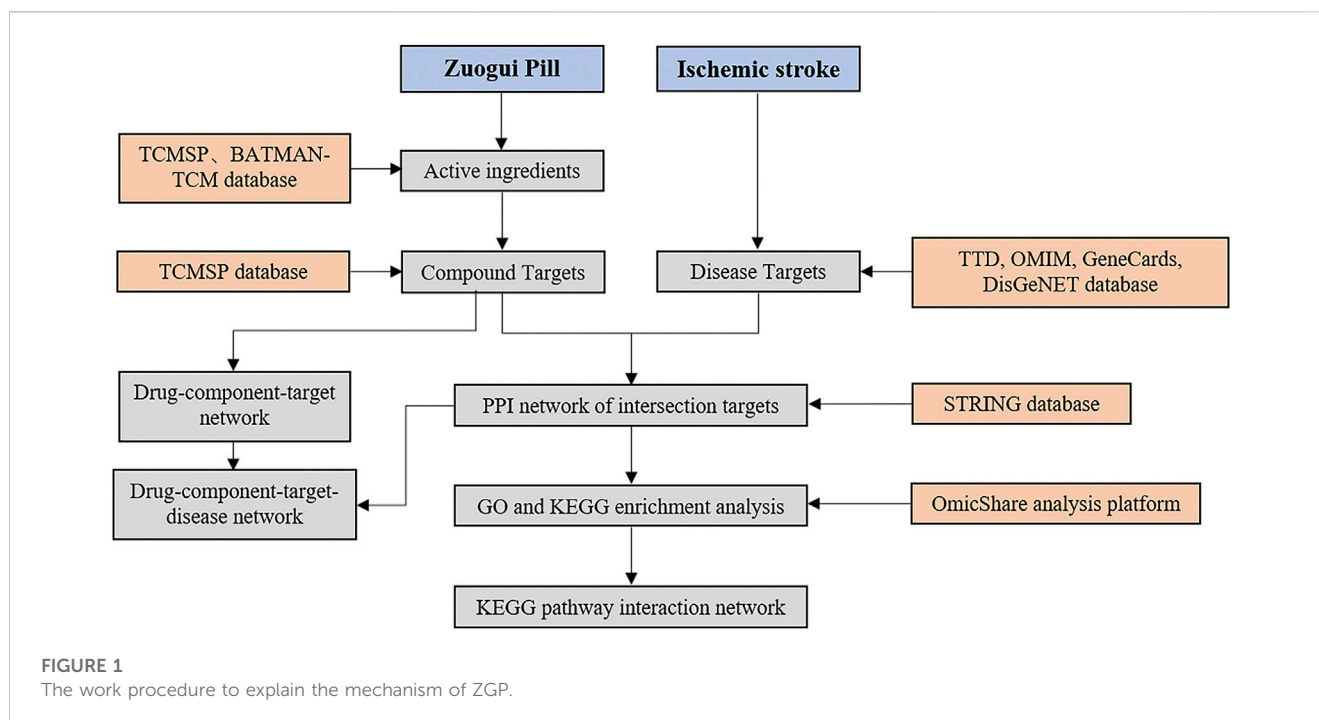 Zuogui Pill
Ischemic stroke
TCMSP、BATMAN-
TCM database
Active ingredients
TCMSP database
Compound Targets
Disease Targets
TTD, OMIM, GeneCards,
DisGeNET database
Drug-component-target
network
PPI network of intersection targets
STRING database
Drug-component-target-
disease network
GO and KEGG enrichment analysis
OmicShare analysis platform
KEGG pathway interaction network
FIGURE 1
The work procedure to explain the mechanism of ZGP.